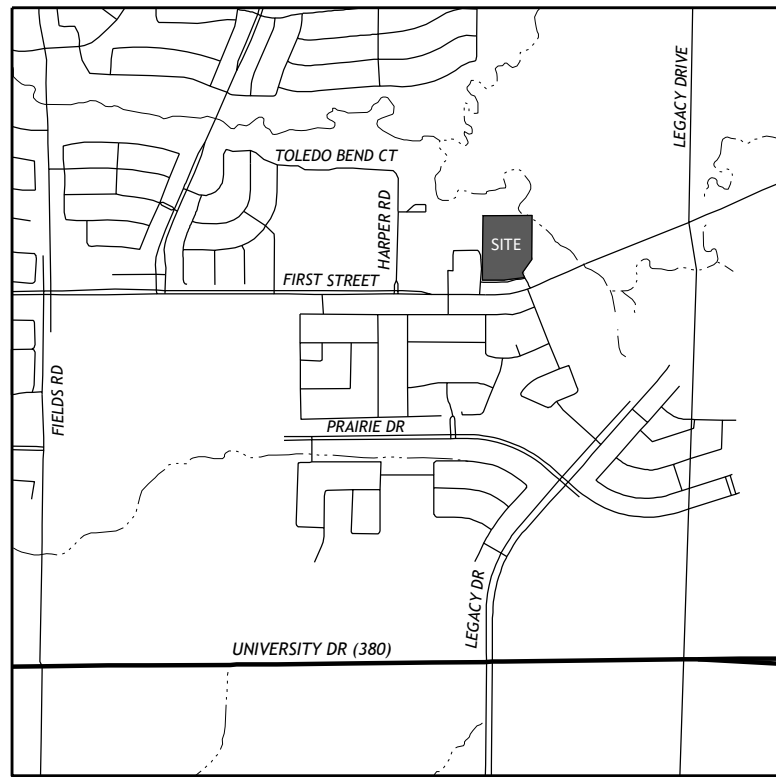 LEGACY DRIVE
TOLEDO BEND CT
HARPER RD
SITE
FIRST STREET
FIELDS RD
PRAIRIE DR
LEGACY DR
UNIVERSITY DR (380)